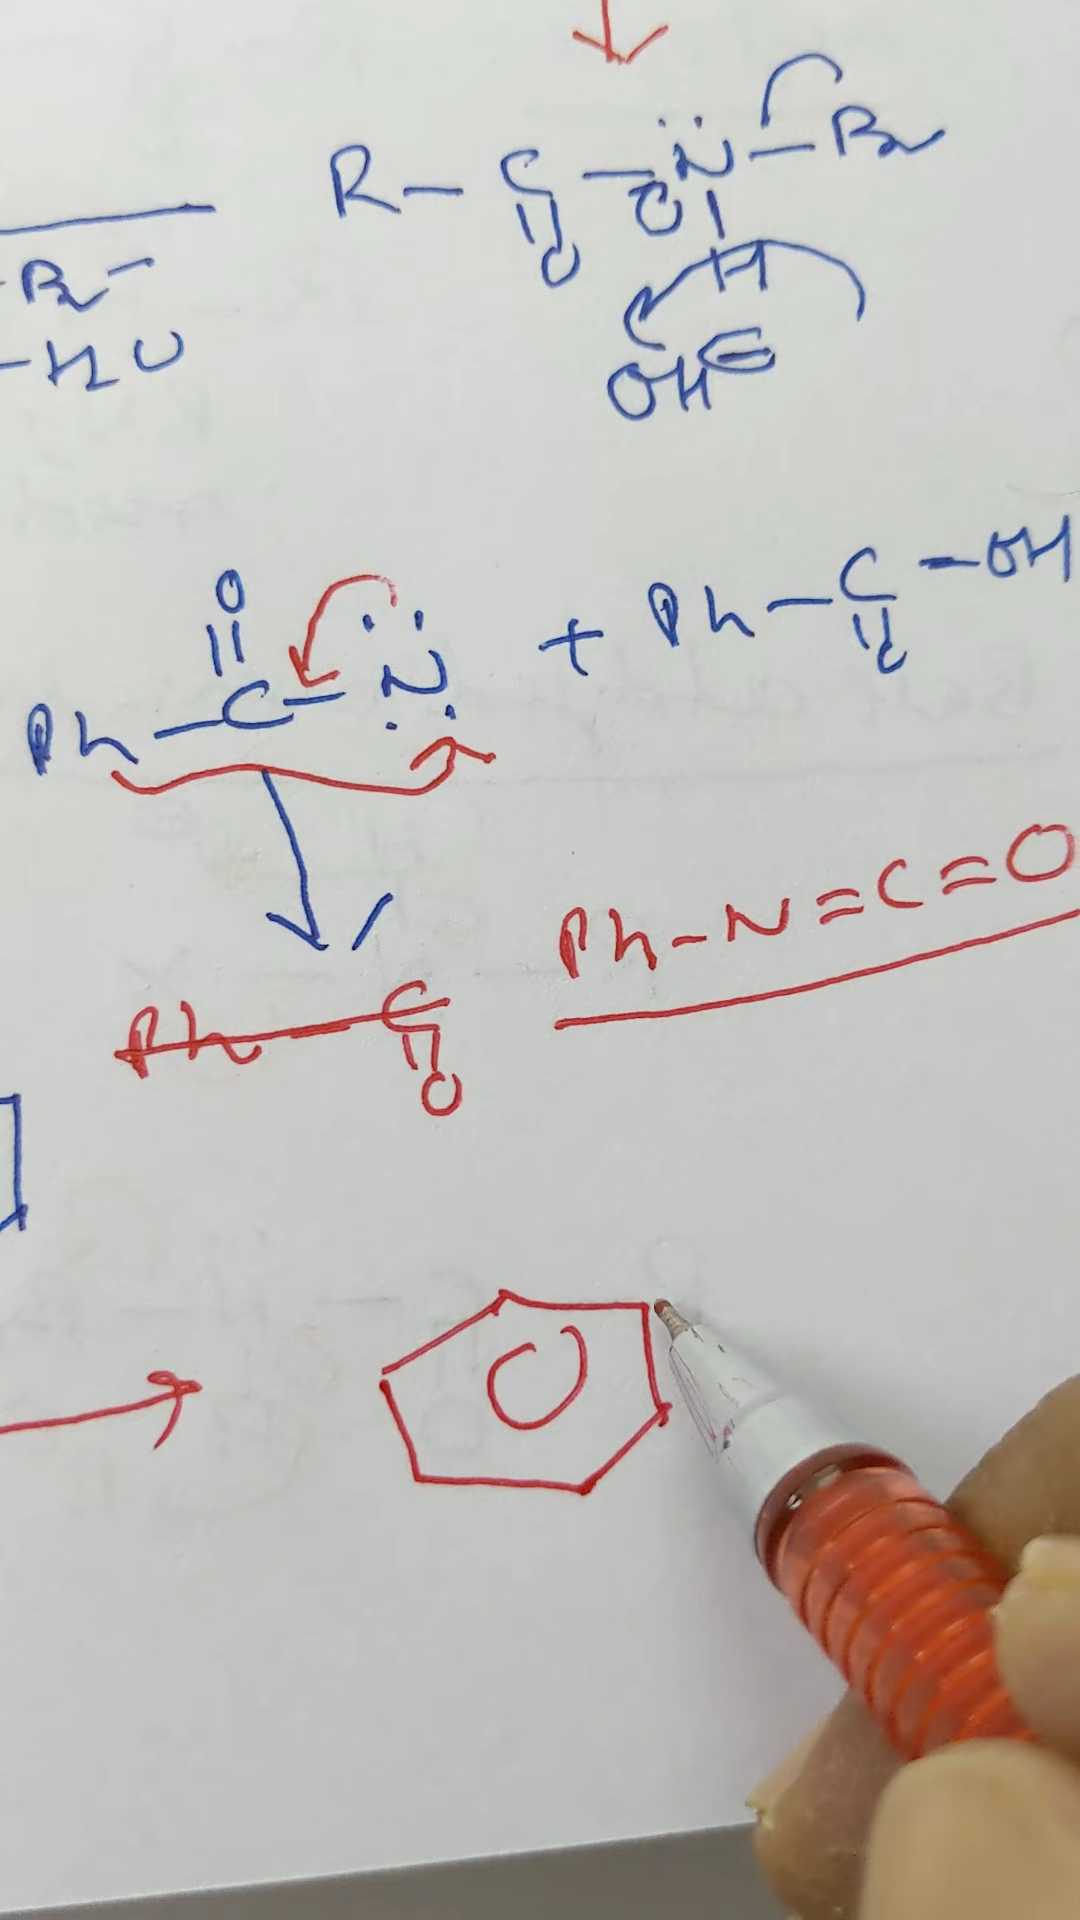 R-C-N̈-Br
Θ
||
O
H
Br⁻
-H2O
OH⊖
O
||
Ph-C-N̈ + Ph-C-OH
||
O
Ph-N=C=O
Ph-C
||
O